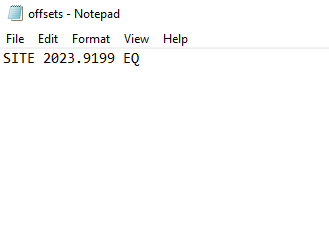 offsets - Notepad
File Edit Format View Help
SITE 2023.9199 EQ